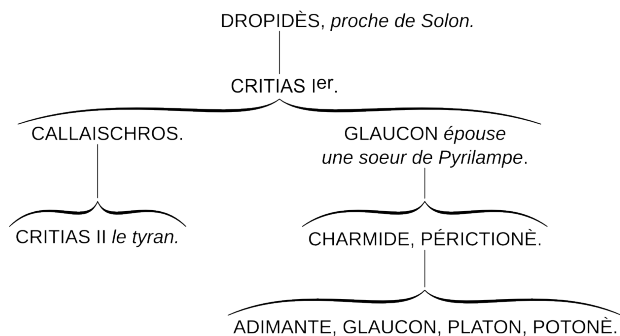 DROPIDÈS, proche de Solon.
CRITIAS Ier.
CALLAISCHROS.
GLAUCON épouse
une soeur de Pyrilampe.
CRITIAS II le tyran.
CHARMIDE, PÉRICTIONÈ.
ADIMANTE, GLAUCON, PLATON, POTONÈ.